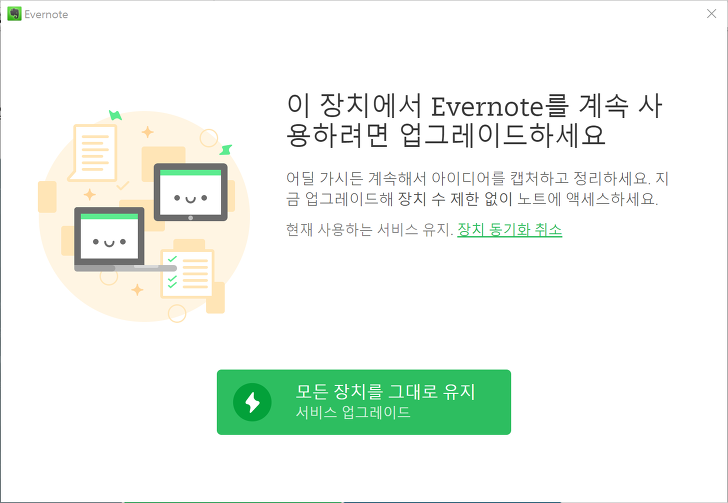 Evernote
이 장치에서 Evernote를 계속 사
용하려면 업그레이드하세요
어딜 가시든 계속해서 아이디어를 캡처하고 정리하세요. 지
금 업그레이드해 장치 수 제한 없이 노트에 액세스하세요.
현재 사용하는 서비스 유지. 장치 동기화 취소
모든 장치를 그대로 유지
서비스 업그레이드